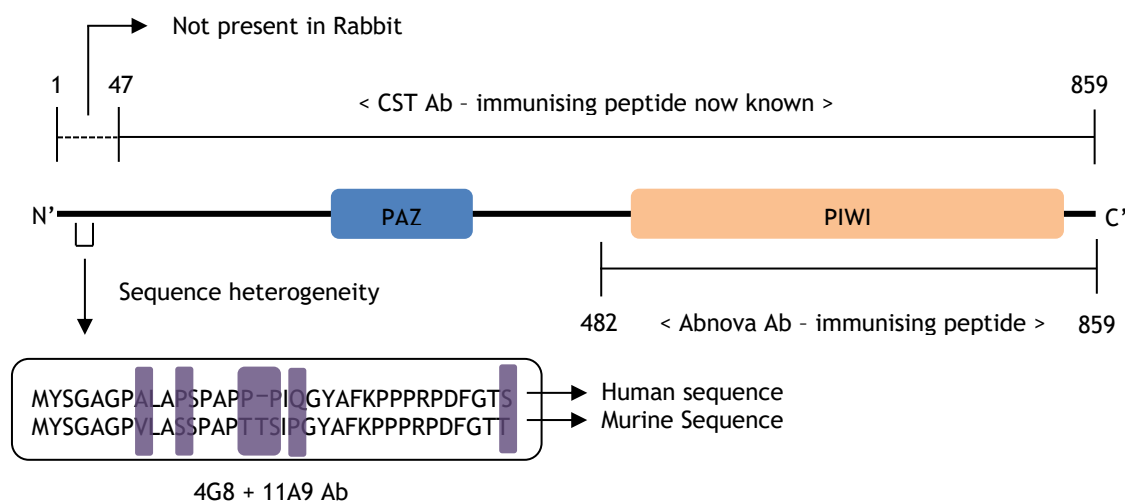 Not present in Rabbit
1
47
859
< CST Ab – immunising peptide now known >
N’
PAZ
PIWI
C’
Sequence heterogeneity
482
< Abnova Ab – immunising peptide >
859
MYSGAGPALAPSPAPP–PIQGYAFKPPPRPDFGTS
Human sequence
MYSGAGPVLASSPAPTTSIPGYAFKPPPRPDFGTT
Murine Sequence
4G8 + 11A9 Ab